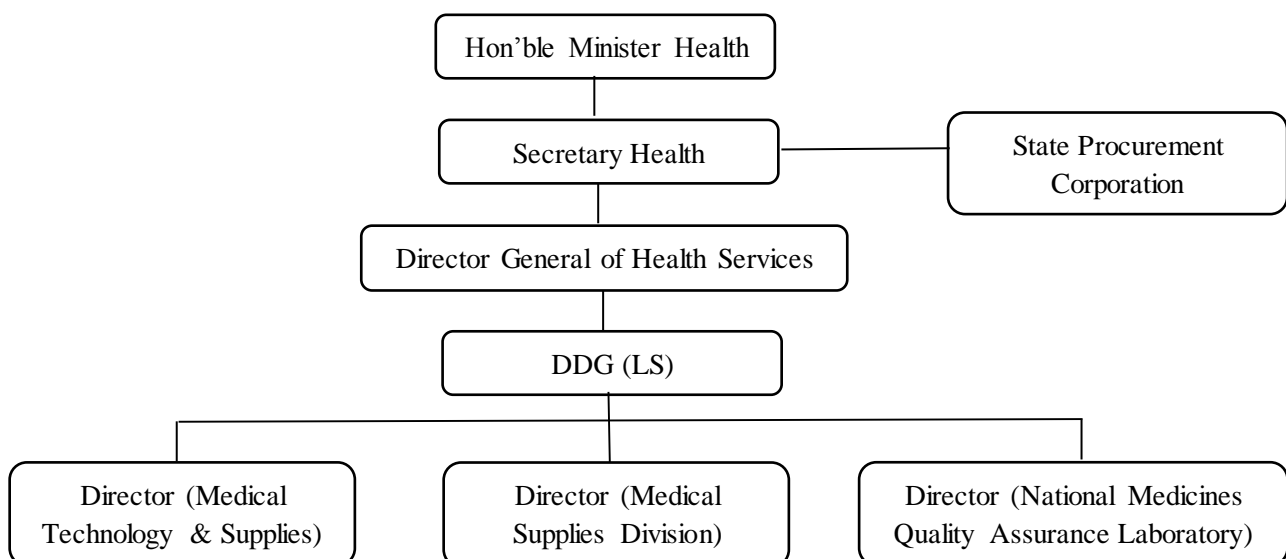 Hon’ble Minister Health
Secretary Health
State Procurement
Corporation
Director General of Health Services
DDG (LS)
Director (Medical
Technology & Supplies)
Director (Medical
Supplies Division)
Director (National Medicines
Quality Assurance Laboratory)